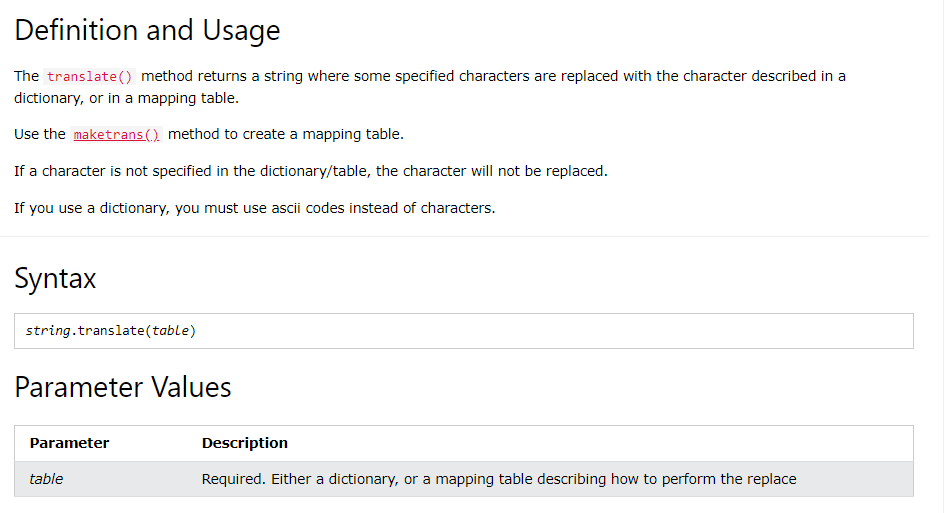 Definition and Usage
The translate() method returns a string where some specified characters are replaced with the character described in a
dictionary, or in a mapping table.
Use the maketrans() method to create a mapping table.
If a character is not specified in the dictionary/table, the character will not be replaced.
If you use a dictionary, you must use ascii codes instead of characters.
Syntax
string.translate(table)
Parameter Values
Parameter Description
table Required. Either a dictionary, or a mapping table describing how to perform the replace